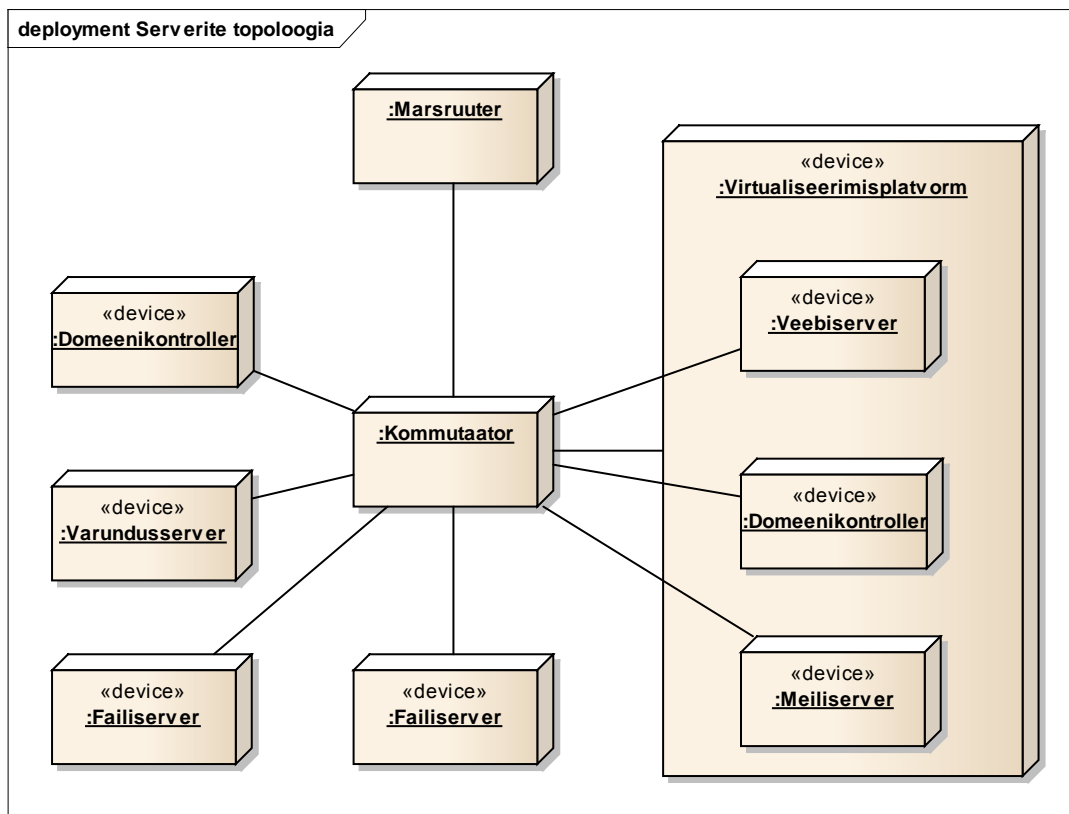 deployment Serverite topoloogia
:Marsruuter
«device»
:Virtualiseerimisplatvorm
«device»
:Veebiserver
«device»
:Domeenikontroller
:Kommutaator
«device»
:Varundusserver
«device»
:Domeenikontroller
«device»
:Failiserver
«device»
:Failiserver
«device»
:Meiliserver